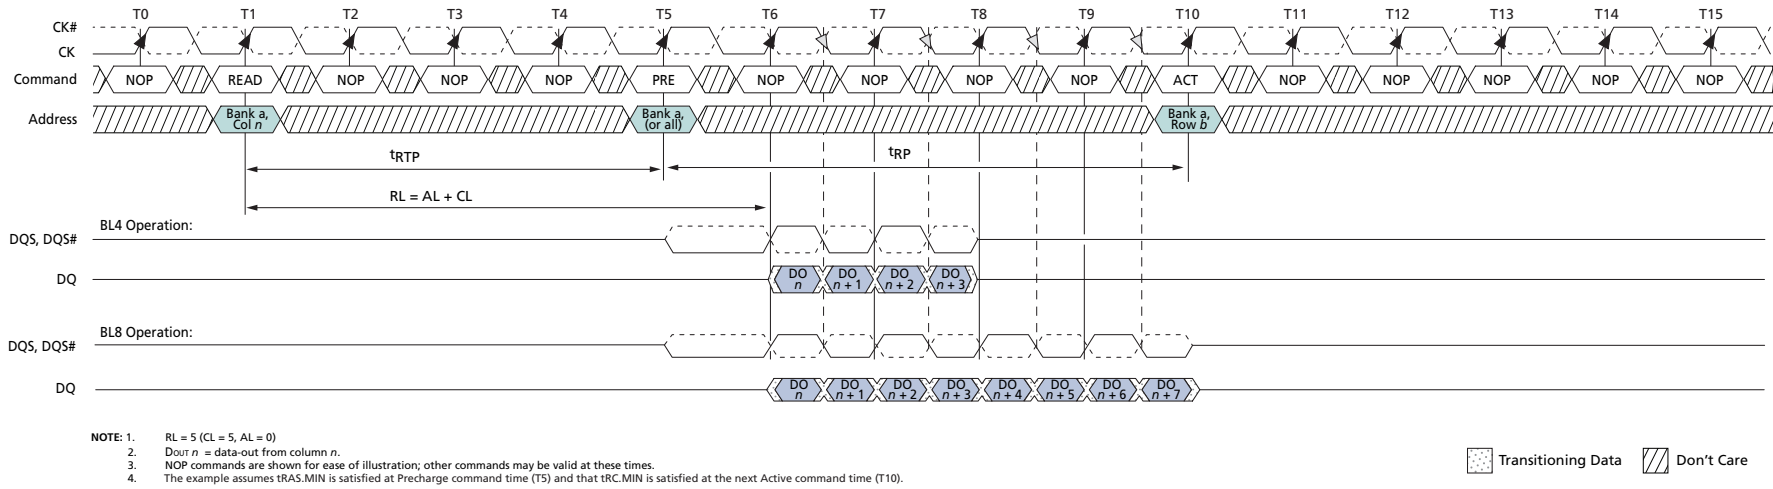 T0 T1 T2 T3 T4 T5 T6 T7 T8 T9 T10 T11 T12 T13 T14 T15
CK#
CK
Command NOP READ NOP NOP NOP PRE NOP NOP NOP NOP ACT NOP NOP NOP NOP NOP
Address Bank a, Col n Bank a, (or all) Bank a, Row b
tRTP tRP
RL = AL + CL
BL4 Operation:
DQS, DQS#
DQ DO n DO n + 1 DO n + 2 DO n + 3
BL8 Operation:
DQS, DQS#
DQ DO n DO n + 1 DO n + 2 DO n + 3 DO n + 4 DO n + 5 DO n + 6 DO n + 7
NOTE: 1. RL = 5 (CL = 5, AL = 0)
2. DOUT n = data-out from column n.
3. NOP commands are shown for ease of illustration; other commands may be valid at these times.
4. The example assumes tRAS.MIN is satisfied at Precharge command time (T5) and that tRC.MIN is satisfied at the next Active command time (T10).
Transitioning Data Don't Care